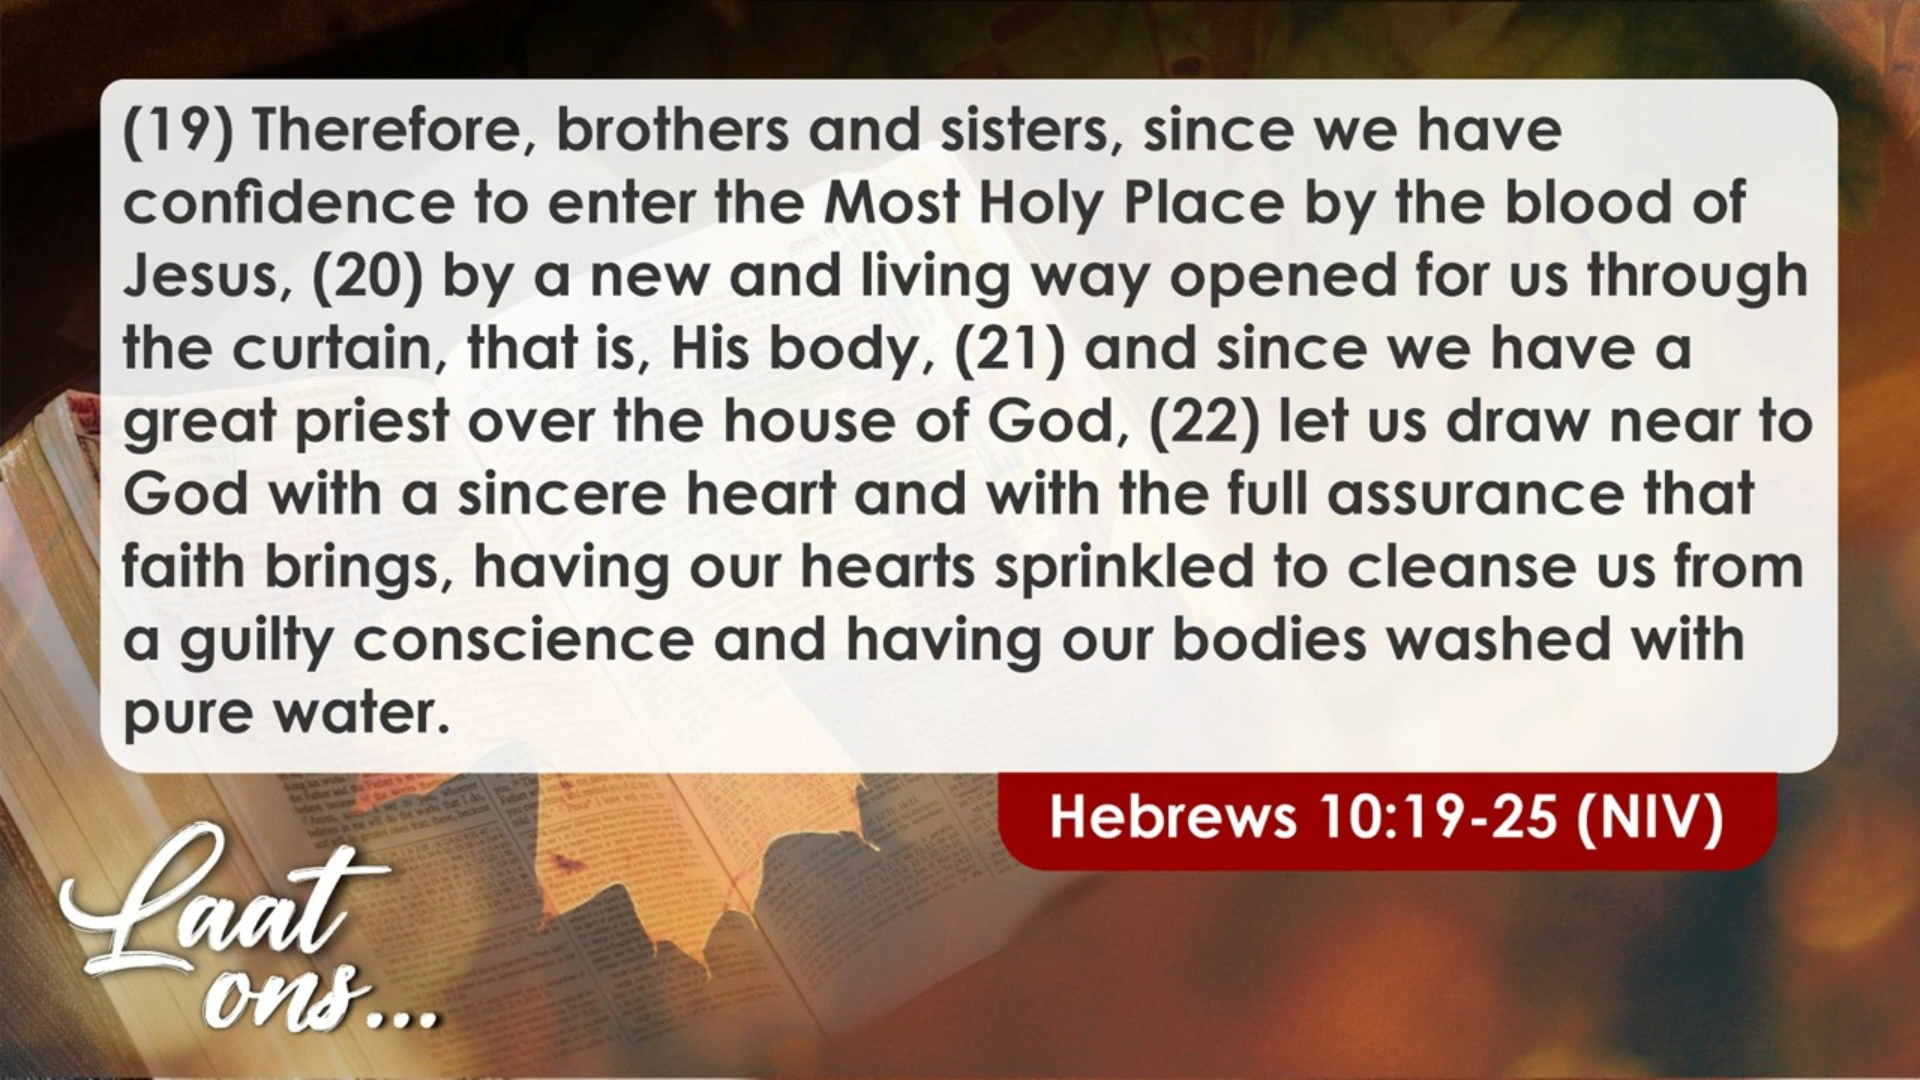 (19) Therefore, brothers and sisters, since we have
confidence to enter the Most Holy Place by the blood of
Jesus, (20) by a new and living way opened for us through
the curtain, that is, His body, (21) and since we have a
great priest over the house of God, (22) let us draw near to
God with a sincere heart and with the full assurance that
faith brings, having our hearts sprinkled to cleanse us from
a guilty conscience and having our bodies washed with
pure water.
Hebrews 10:19-25 (NIV)
Laat
ons...